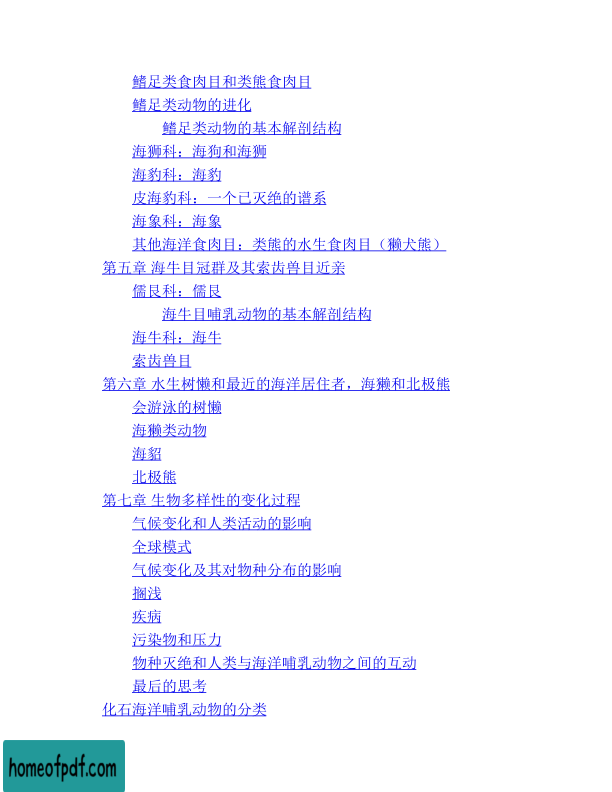 鳍足类食肉目和类熊食肉目
鳍足类动物的进化
鳍足类动物的基本解剖结构
海狮科：海狗和海狮
海豹科：海豹
皮海豹科：一个已灭绝的谱系
海象科：海象
其他海洋食肉目：类熊的水生食肉目（獭犬熊）
第五章 海牛目冠群及其索齿兽目近亲
儒艮科：儒艮
海牛目哺乳动物的基本解剖结构
海牛科：海牛
索齿兽目
第六章 水生树懒和最近的海洋居住者，海獭和北极熊
会游泳的树懒
海獭类动物
海貂
北极熊
第七章 生物多样性的变化过程
气候变化和人类活动的影响
全球模式
气候变化及其对物种分布的影响
搁浅
疾病
污染物和压力
物种灭绝和人类与海洋哺乳动物之间的互动
最后的思考
化石海洋哺乳动物的分类
homeofpdf.com